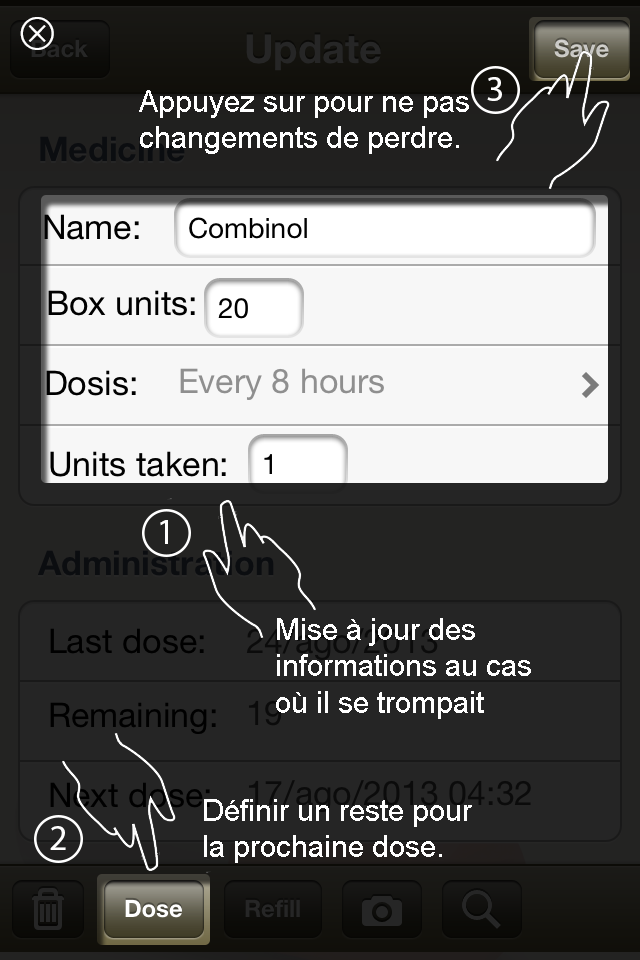 Back
Update
Save
3
Appuyez sur pour ne pas
changements de perdre.
Medicine
Name: Combinol
Box units: 20
Dosis: Every 8 hours
Units taken: 1
1
Administration
Last dose: 24/ago/2013
Mise à jour des
informations au cas
où il se trompait
Remaining: 19
Next dose: 17/ago/2013 04:32
2
Définir un reste pour
la prochaine dose.
Dose
Refill